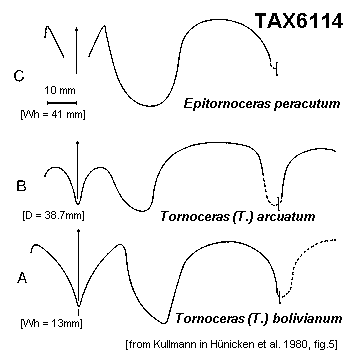 TAX6114
C
10 mm
[Wh = 41 mm]
Epitornoceras peracutum
B
[D = 38.7mm]
Tornoceras (T.) arcuatum
A
[Wh = 13mm]
Tornoceras (T.) bolivianum
[from Kullmann in Hünicken et al. 1980, fig.5]